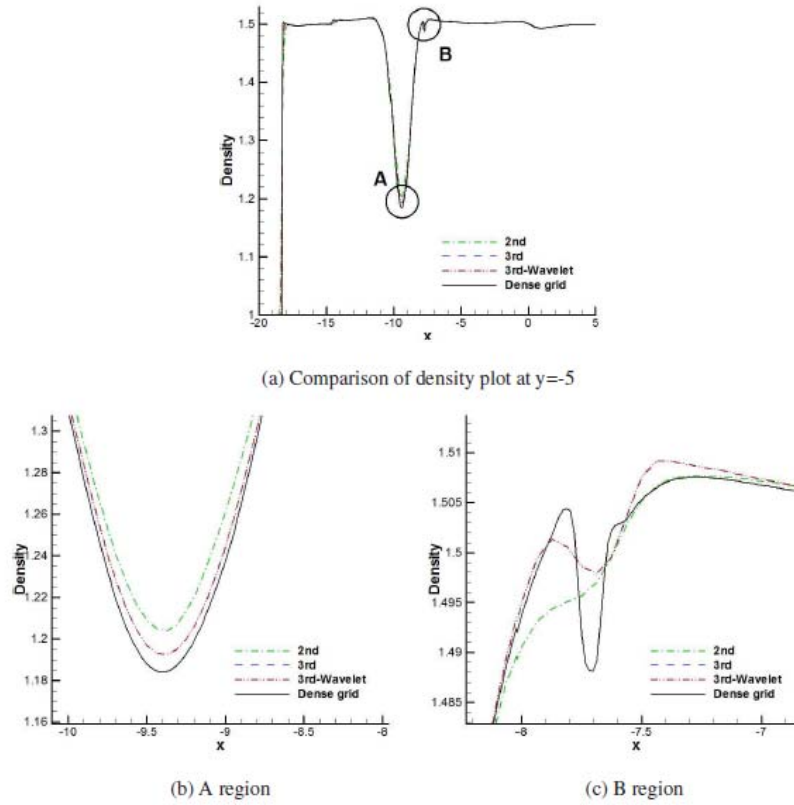 1.5
B
1.4
1.3
Density
A
1.2
2nd
3rd
3rd-Wavelet
Dense grid
1.1
1
-20 -15 -10 -5 0 5
x
(a) Comparison of density plot at y=-5
1.3
1.28
1.26
1.24
Density
1.22
1.2
1.18
1.16
2nd
3rd
3rd-Wavelet
Dense grid
-10 -9.5 -9 -8.5 -8
x
(b) A region
1.51
1.505
1.5
Density
1.495
1.49
1.485
2nd
3rd
3rd-Wavelet
Dense grid
-8 -7.5 -7
x
(c) B region